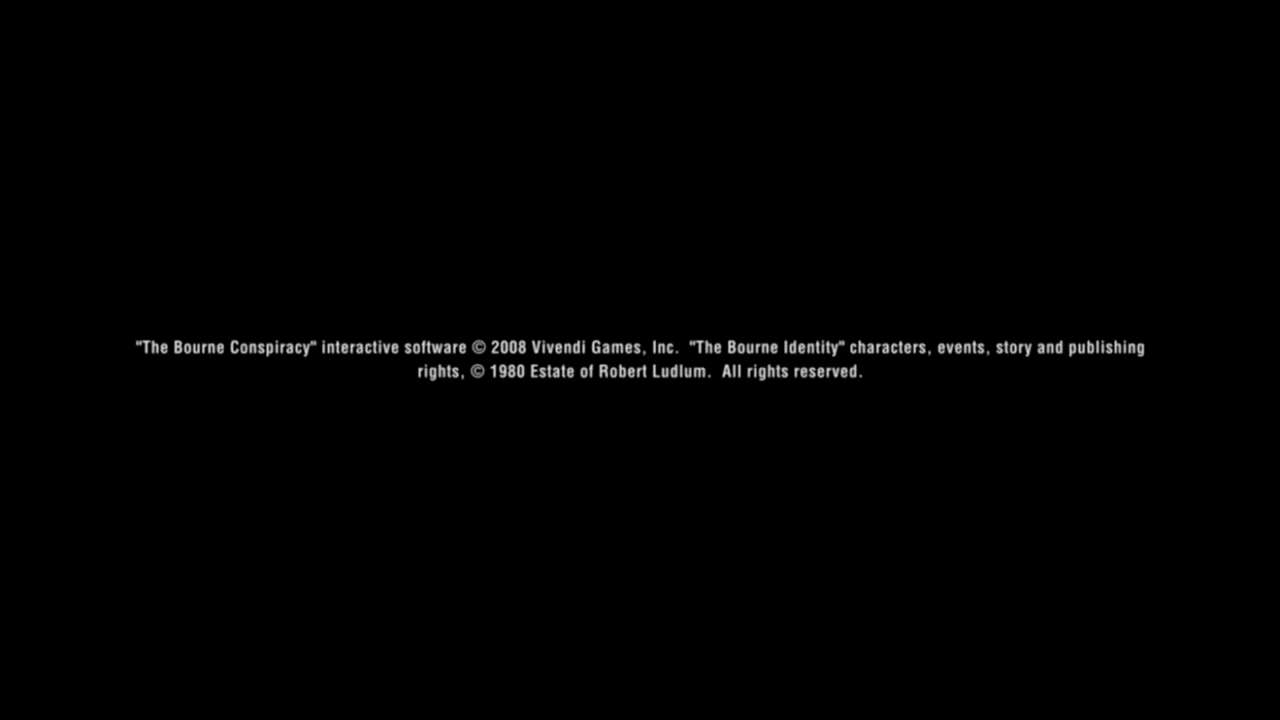 "The Bourne Conspiracy" interactive software © 2008 Vivendi Games, Inc.  "The Bourne Identity" characters, events, story and publishing
rights, © 1980 Estate of Robert Ludlum.  All rights reserved.